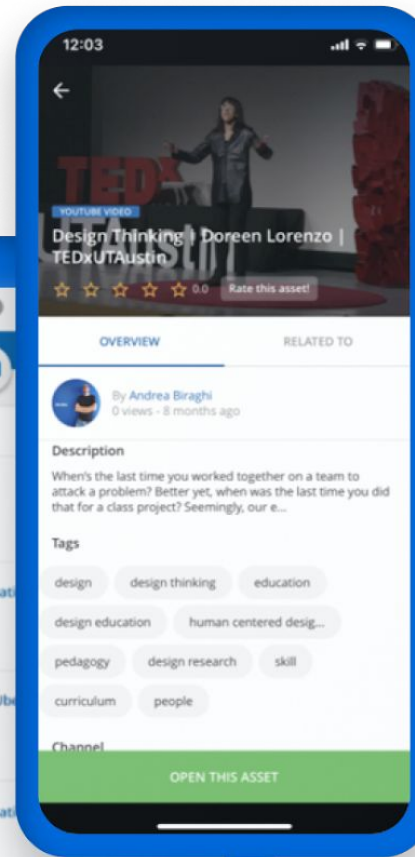 12:03
TEDx
UTAustin
YOUTUBE VIDEO
Design Thinking | Doreen Lorenzo |
TEDxUTAustin
0.0 Rate this asset!
OVERVIEW RELATED TO
By Andrea Biraghi
0 views - 8 months ago
Description
When's the last time you worked together on a team to
attack a problem? Better yet, when was the last time you did
that for a class project? Seemingly, our e...
Tags
design design thinking education
design education human centered desig...
pedagogy design research skill
curriculum people
Channel
OPEN THIS ASSET